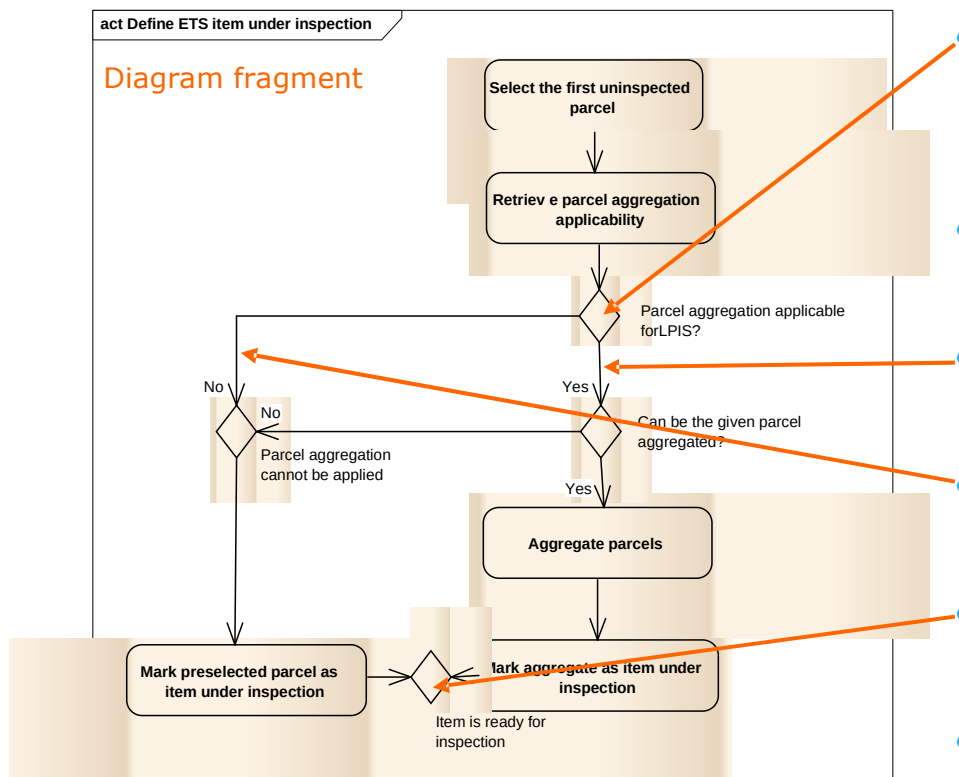 act Define ETS item under inspection
Diagram fragment
Select the first uninspected
parcel
Retriev e parcel aggregation
applicability
Parcel aggregation applicable
forLPIS?
No
Yes
No
Can be the given parcel
aggregated?
Parcel aggregation
cannot be applied
Yes
Aggregate parcels
Mark preselected parcel as
item under inspection
Mark aggregate as item under
inspection
Item is ready for
inspection